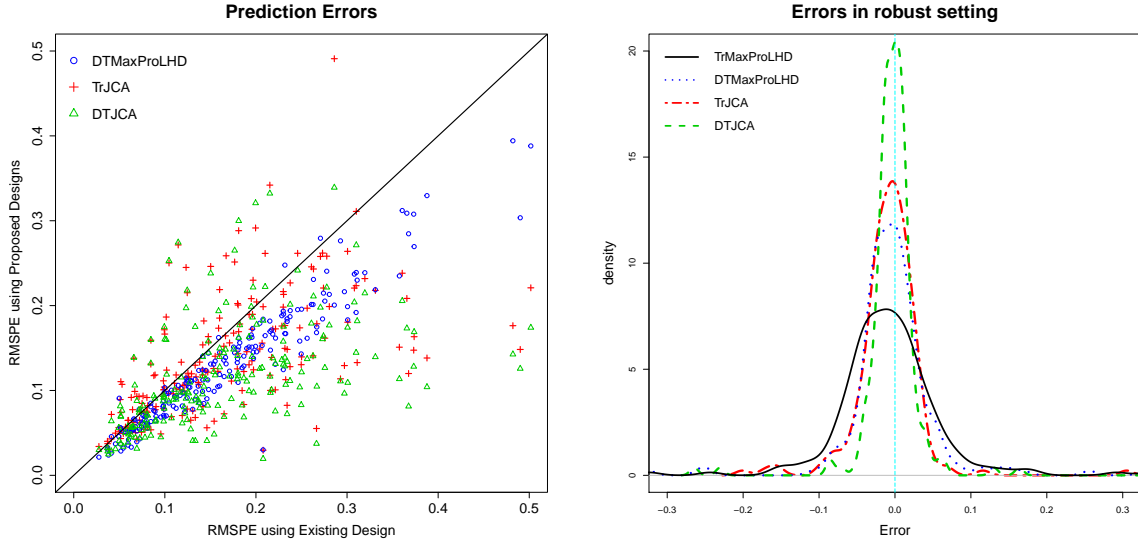 Prediction Errors
RMSPE using Proposed Designs
0.5
0.4
0.3
0.2
0.1
0.0
DTMaxProLHD
TrJCA
DTJCA
0.0 0.1 0.2 0.3 0.4 0.5
RMSPE using Existing Design
Errors in robust setting
density
20
15
10
5
0
TrMaxProLHD
DTMaxProLHD
TrJCA
DTJCA
−0.3 −0.2 −0.1 0.0 0.1 0.2 0.3
Error